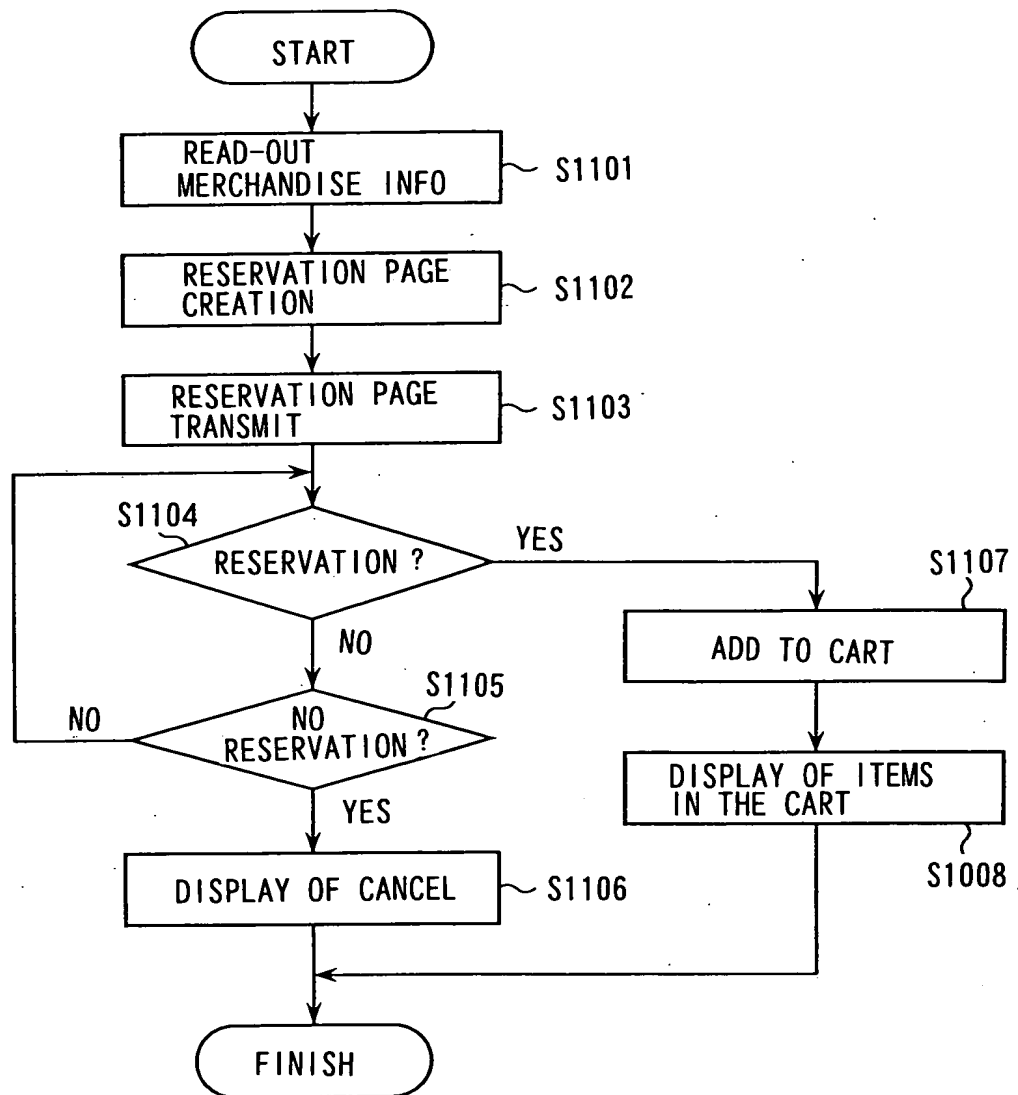 START
READ-OUT
MERCHANDISE INFO
S1101
RESERVATION PAGE
CREATION
S1102
RESERVATION PAGE
TRANSMIT
S1103
S1104
RESERVATION ?
YES
NO
S1107
ADD TO CART
S1105
NO
RESERVATION ?
NO
YES
DISPLAY OF ITEMS
IN THE CART
S1008
DISPLAY OF CANCEL
S1106
FINISH